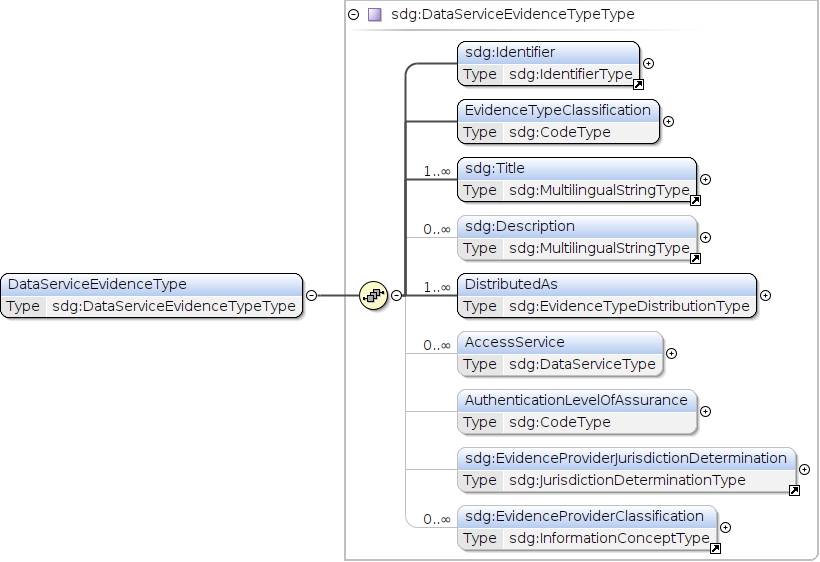 sdg:DataServiceEvidenceTypeType
sdg:Identifier
Type sdg:IdentifierType
EvidenceTypeClassification
Type sdg:CodeType
1..∞
sdg:Title
Type sdg:MultilingualStringType
0..∞
sdg:Description
Type sdg:MultilingualStringType
DataServiceEvidenceType
Type sdg:DataServiceEvidenceTypeType
1..∞
DistributedAs
Type sdg:EvidenceTypeDistributionType
0..∞
AccessService
Type sdg:DataServiceType
AuthenticationLevelOfAssurance
Type sdg:CodeType
sdg:EvidenceProviderJurisdictionDetermination
Type sdg:JurisdictionDeterminationType
0..∞
sdg:EvidenceProviderClassification
Type sdg:InformationConceptType